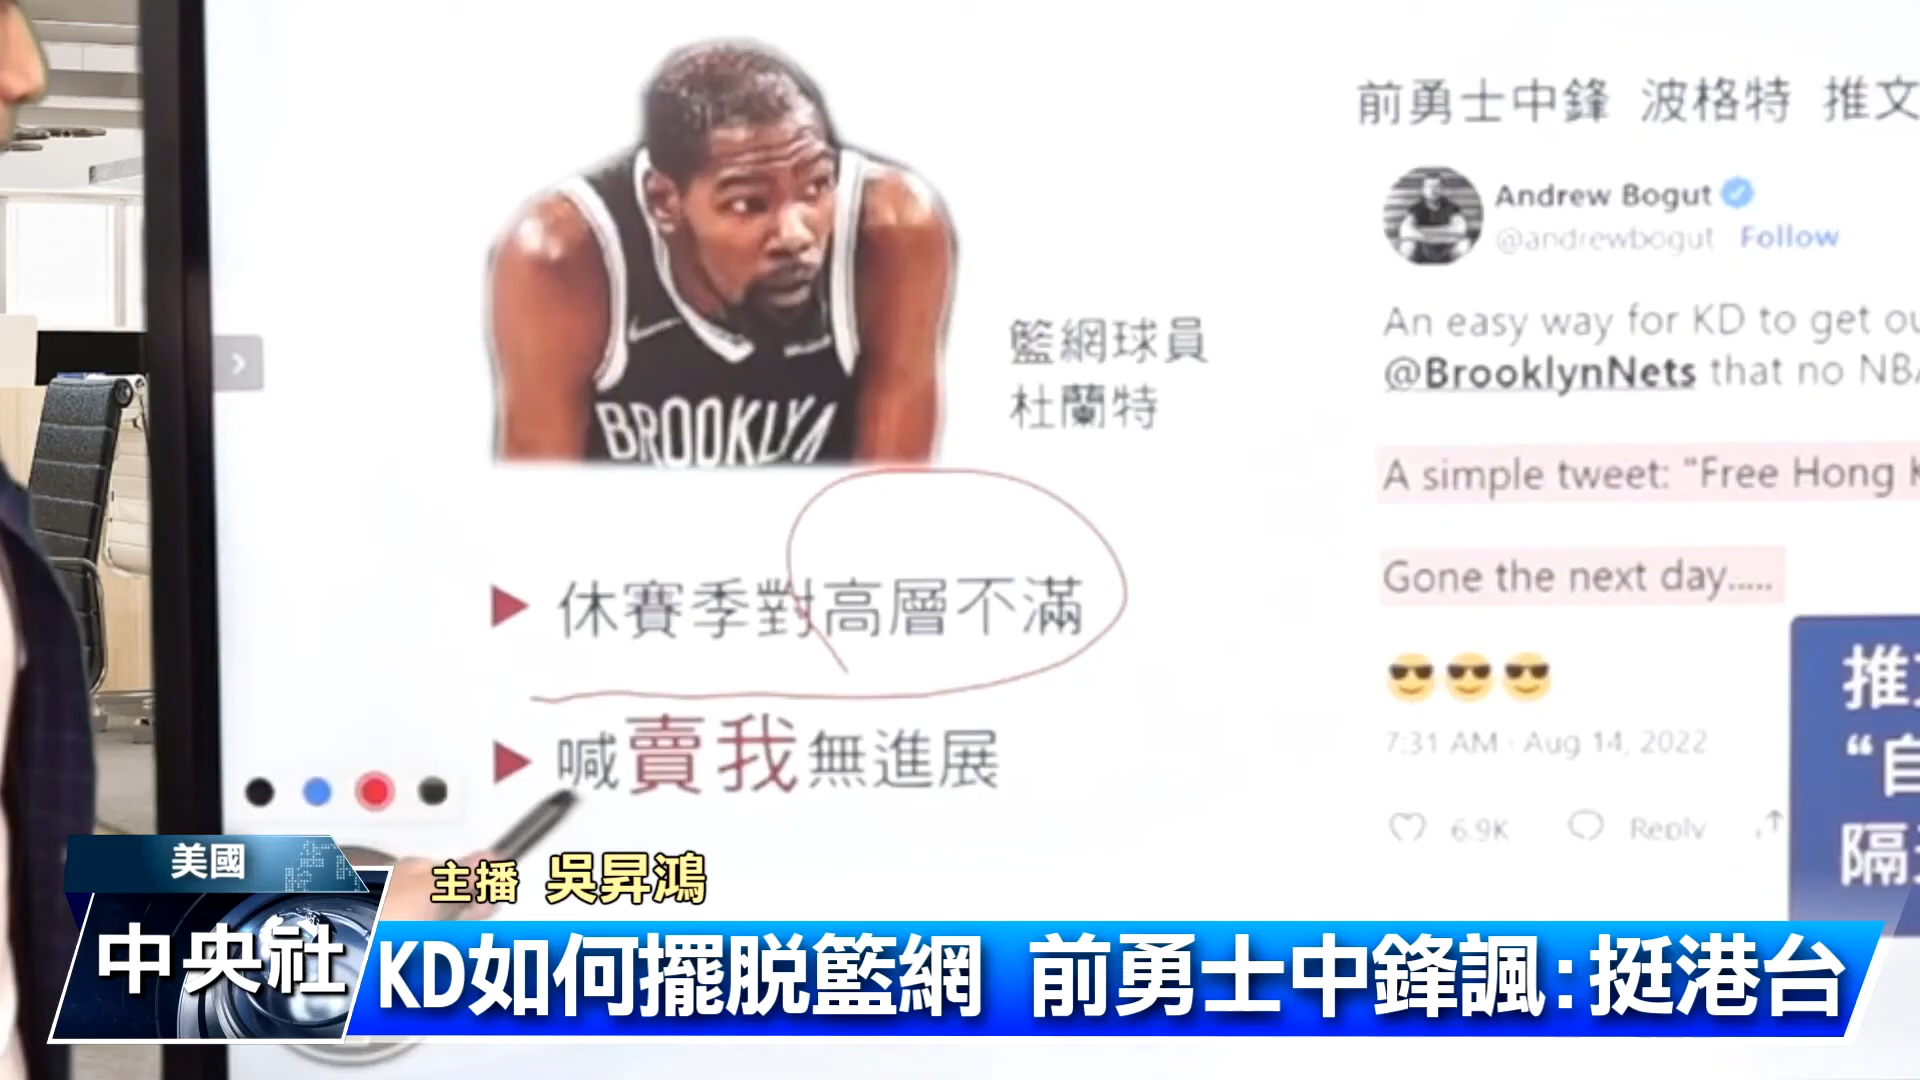 BROOKLYN
籃網球員
杜蘭特
休賽季對高層不滿
喊賣我無進展
前勇士中鋒 波格特 推文
Andrew Bogut
@andrewbogut · Follow
An easy way for KD to get ou
@BrooklynNets that no NBA
A simple tweet: "Free Hong K
Gone the next day.....
7:31 AM · Aug 14, 2022
6.9K Reply
推
“自
隔
美國
中央社
主播 吳昇鴻
KD如何擺脫籃網 前勇士中鋒諷:挺港台